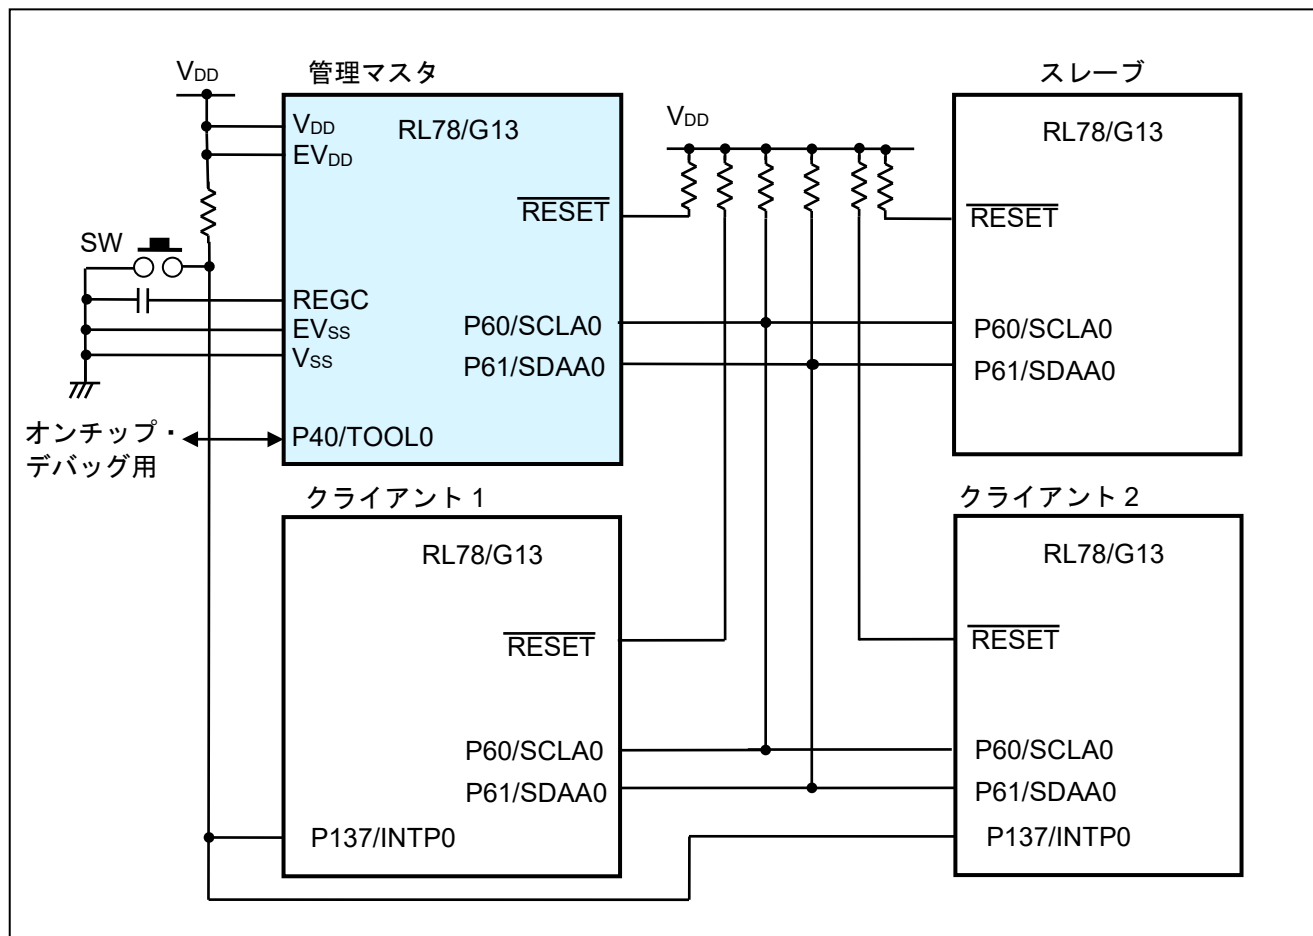 VDD
管理マスタ
スレーブ
VDD
EVDD
RL78/G13
RESET
SW
REGC
EVSS
VSS
P60/SCLA0
P61/SDAA0
オンチップ・
デバッグ用
P40/TOOL0
VDD
RL78/G13
RESET
P60/SCLA0
P61/SDAA0
クライアント 1
RL78/G13
RESET
P60/SCLA0
P61/SDAA0
P137/INTP0
クライアント 2
RL78/G13
RESET
P60/SCLA0
P61/SDAA0
P137/INTP0